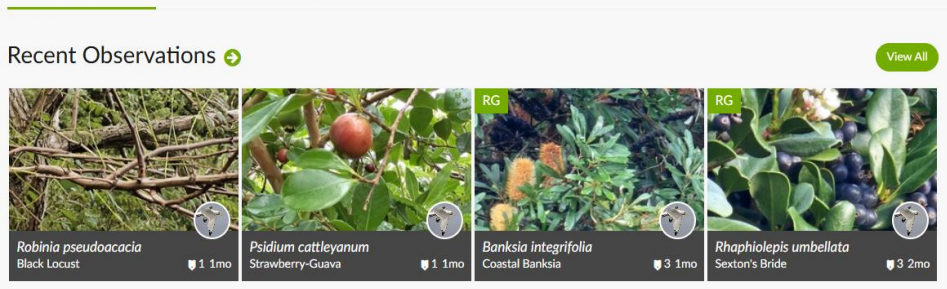 Recent Observations
View All
Robinia pseudoacacia
Black Locust
1 1mo
Psidium cattleyanum
Strawberry-Guava
1 1mo
RG
Banksia integrifolia
Coastal Banksia
3 1mo
RG
Rhaphiolepis umbellata
Sexton's Bride
3 2mo